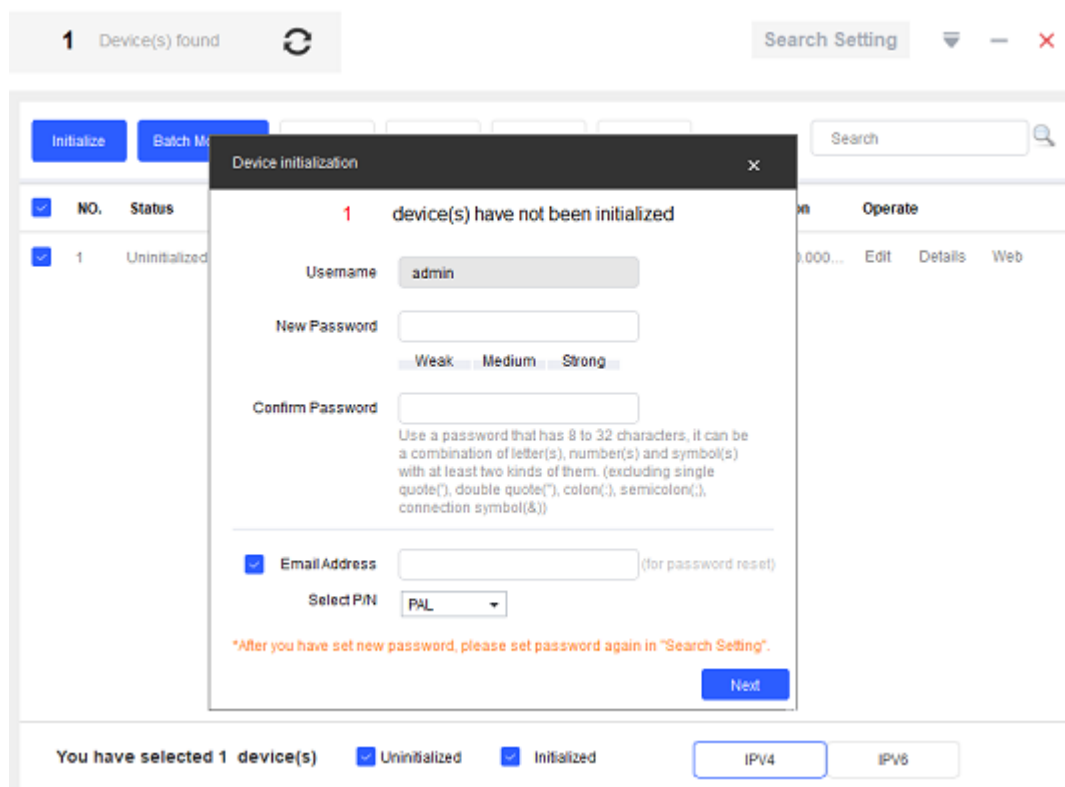 1 Device(s) found
Search Setting
Initialize
Batch Mo
Search
Device initialization
NO. Status
on Operate
1 device(s) have not been initialized
1 Uninitialized
0.000... Edit Details Web
Username admin
New Password
Weak Medium Strong
Confirm Password
Use a password that has 8 to 32 characters, it can be
a combination of letter(s), number(s) and symbol(s)
with at least two kinds of them. (excluding single
quote('), double quote("), colon(:), semicolon(;),
connection symbol(&))
Email Address (for password reset)
Select P/N PAL
*After you have set new password, please set password again in "Search Setting".
Next
You have selected 1 device(s) Uninitialized Initialized IPV4 IPV6